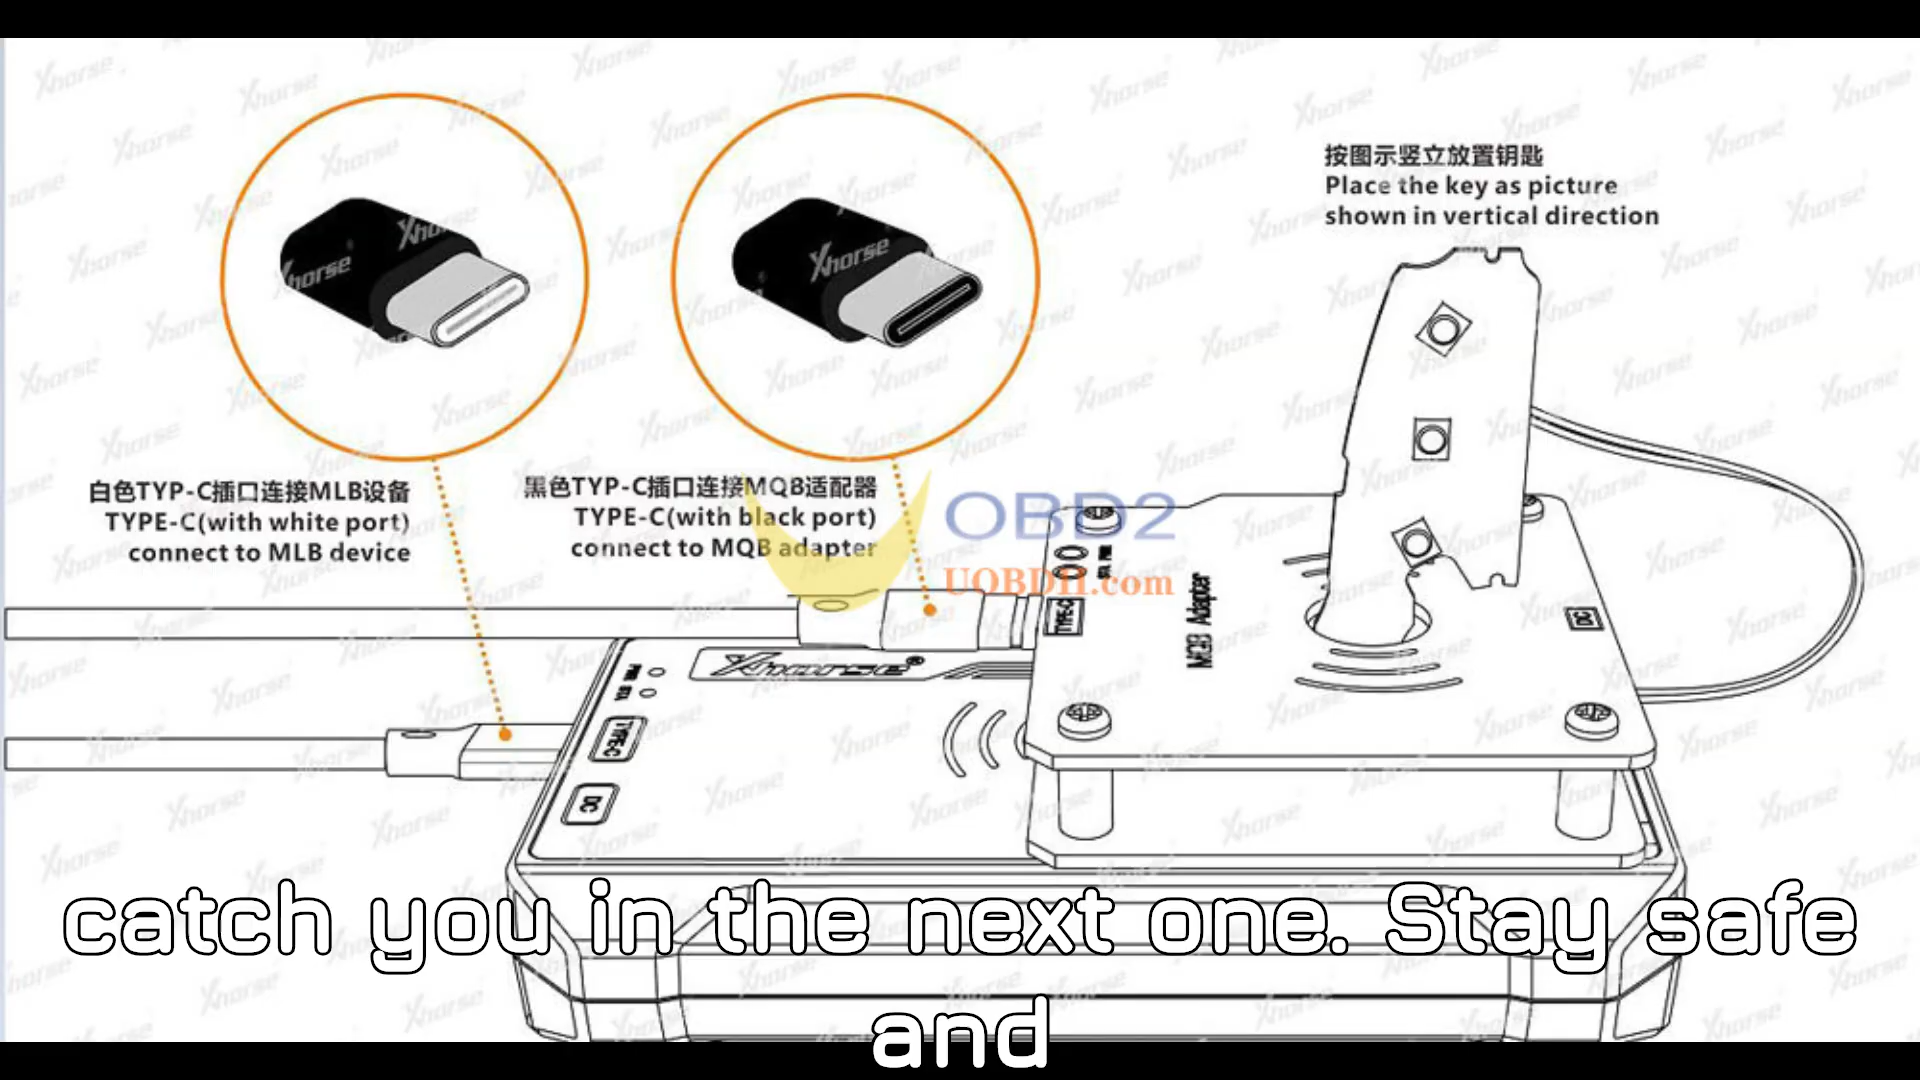 按图示竖立放置钥匙
Place the key as picture
shown in vertical direction
白色TYP-C插口连接MLB设备
TYPE-C(with white port)
connect to MLB device
黑色TYP-C插口连接MQB适配器
TYPE-C(with black port)
connect to MQB adapter
OBD2
UOBDII.com
TYPE-C
MQB Adapter
DC
Xhorse®
PWR
STA
TYPE-C
DC
Xhorse
catch you in the next one. Stay safe
and